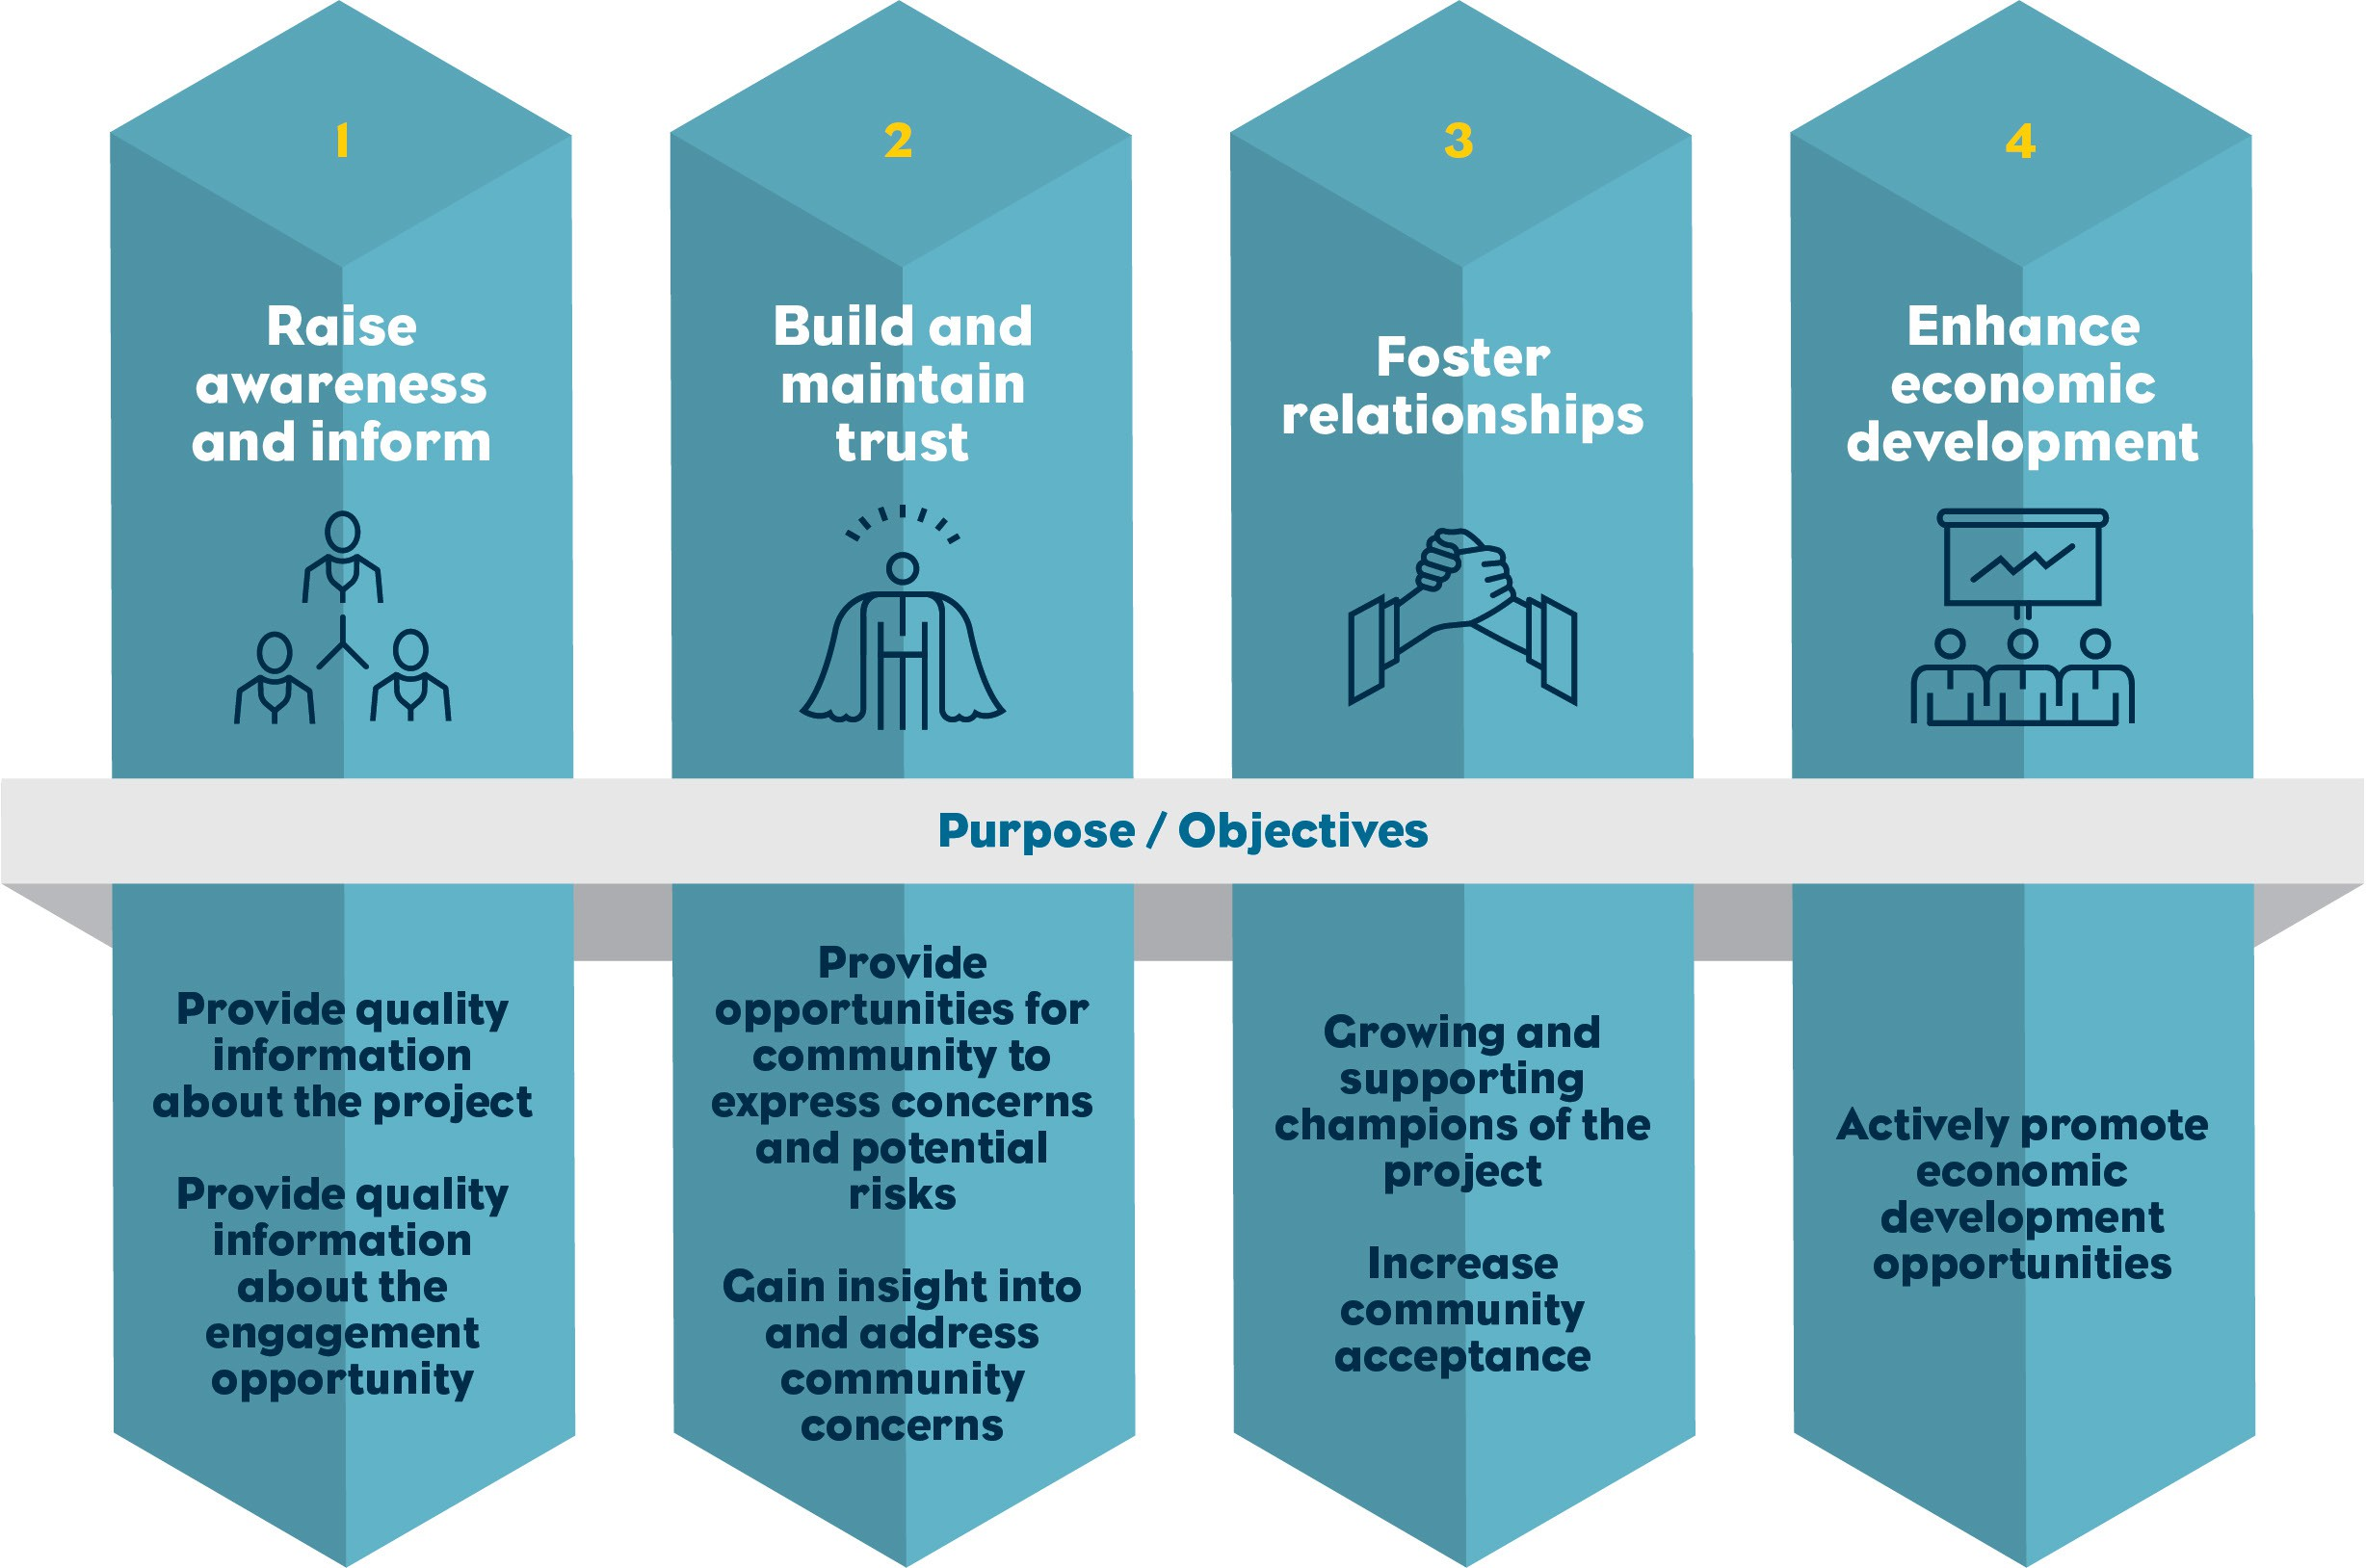 1
Raise
awareness
and inform
2
Build and
maintain
trust
3
Foster
relationships
4
Enhance
economic
development
Purpose / Objectives
Provide quality
information
about the project
Provide quality
information
about the
engagement
opportunity
Provide
opportunities for
community to
express concerns
and potential
risks
Gain insight into
and address
community
concerns
Growing and
supporting
champions of the
project
Increase
community
acceptance
Actively promote
economic
development
opportunities